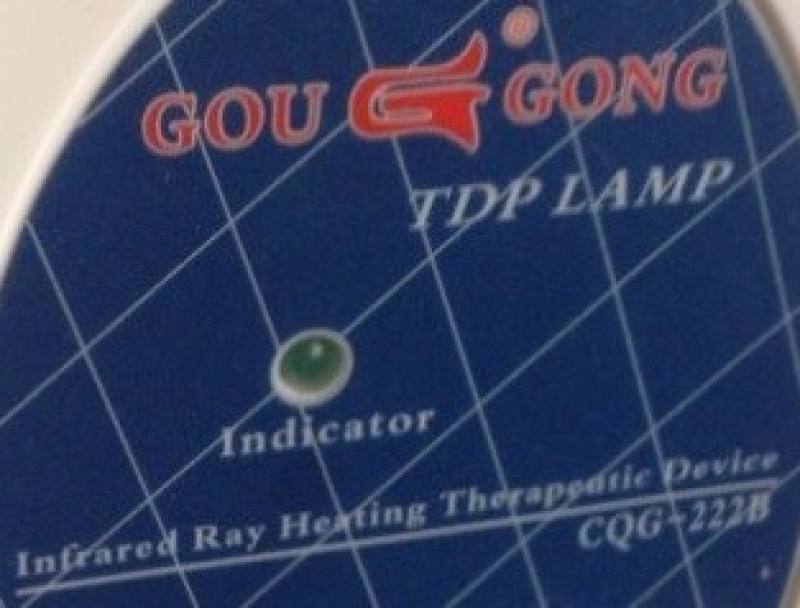 GOU GONG ®
TDP LAMP
Indicator
Infrared Ray Heating Therapeutic Device
CQG-222B